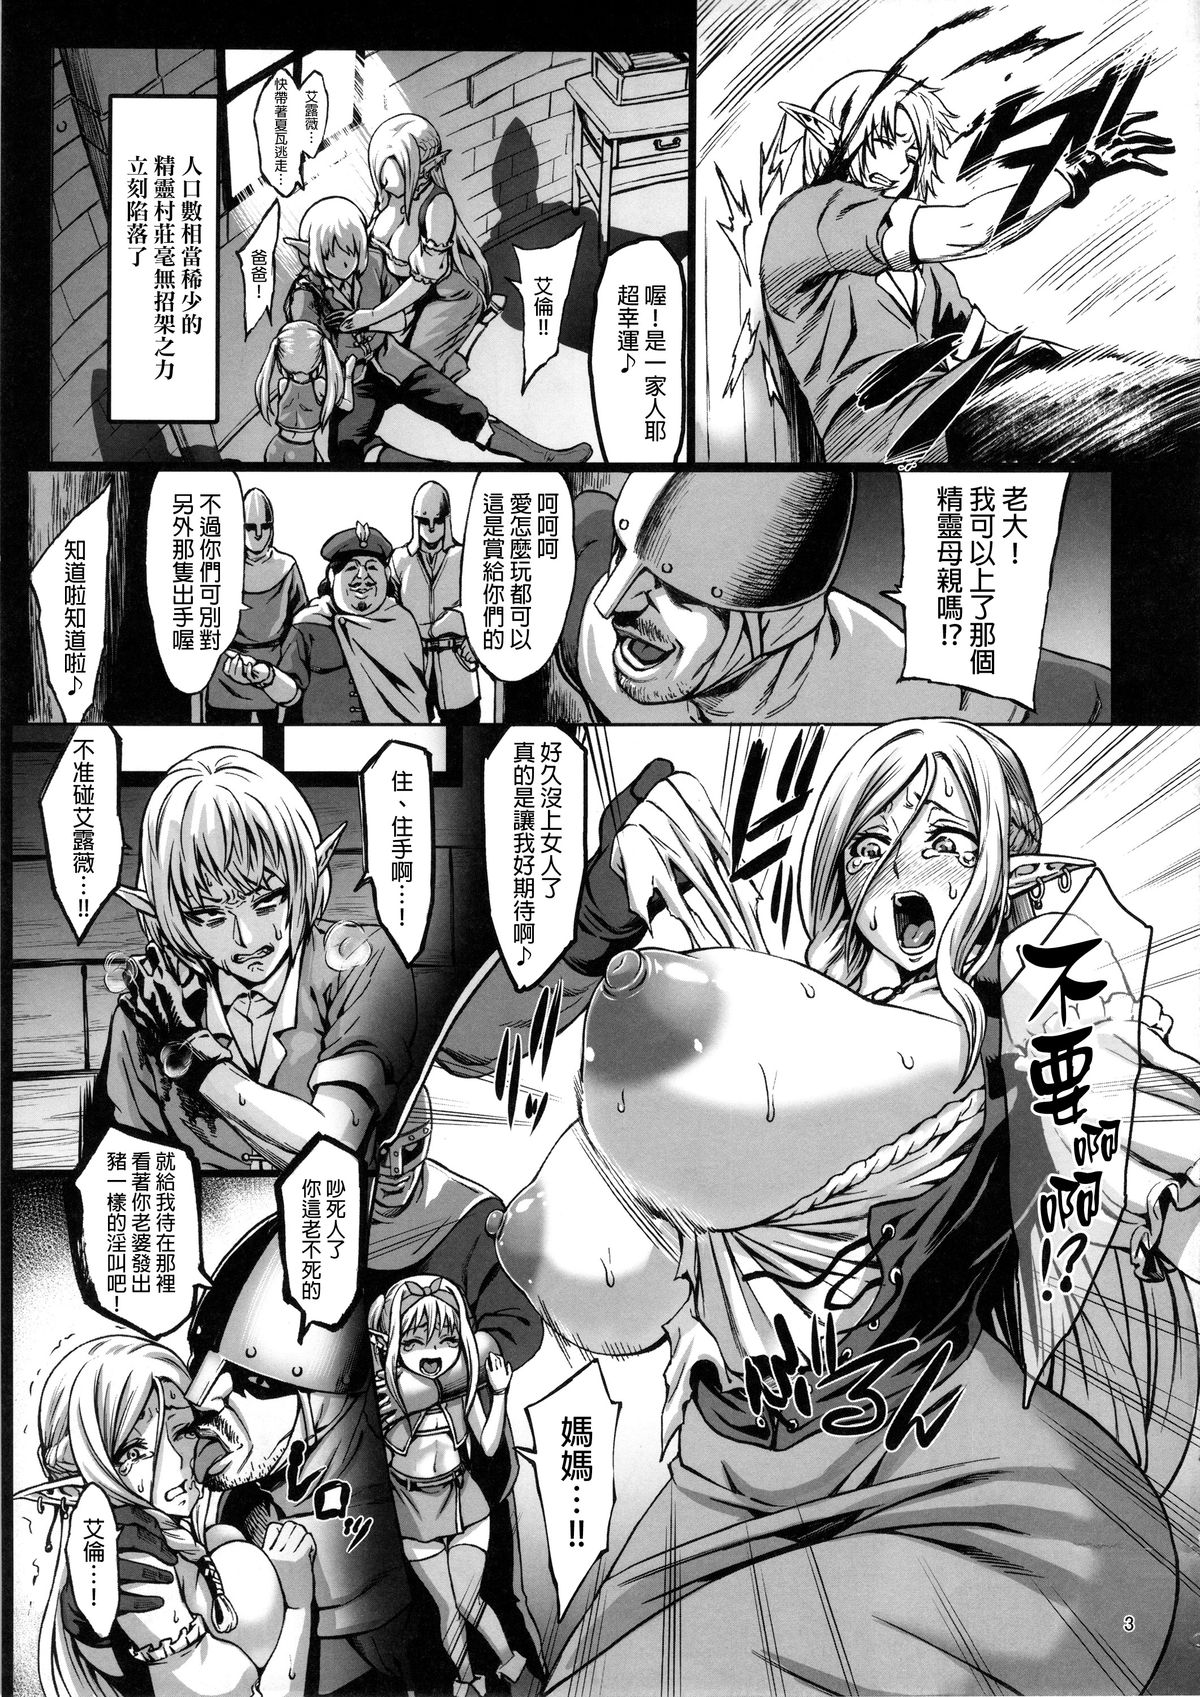 ドガ
喔!是一家人耶
超幸運♪
艾倫!!
艾露薇…
快帶著夏瓦逃走…
爸爸!
人口數相當稀少的
精靈村莊毫無招架之力
立刻陷落了
老大!
我可以上了那個
精靈母親嗎!?
呵呵呵
愛怎麼玩都可以
這是賞給你們的
不過你們可別對
另外那隻出手喔
知道啦知道啦♪
不要啊啊啊!?
好久沒上女人了
真的是讓我好期待啊♪
住、住手啊…!
不准碰艾露薇…!!
媽媽…!!
吵死人了
你這老不死的
就給我待在那裡
看著你老婆發出
豬一樣的淫叫吧!
艾倫…!
3